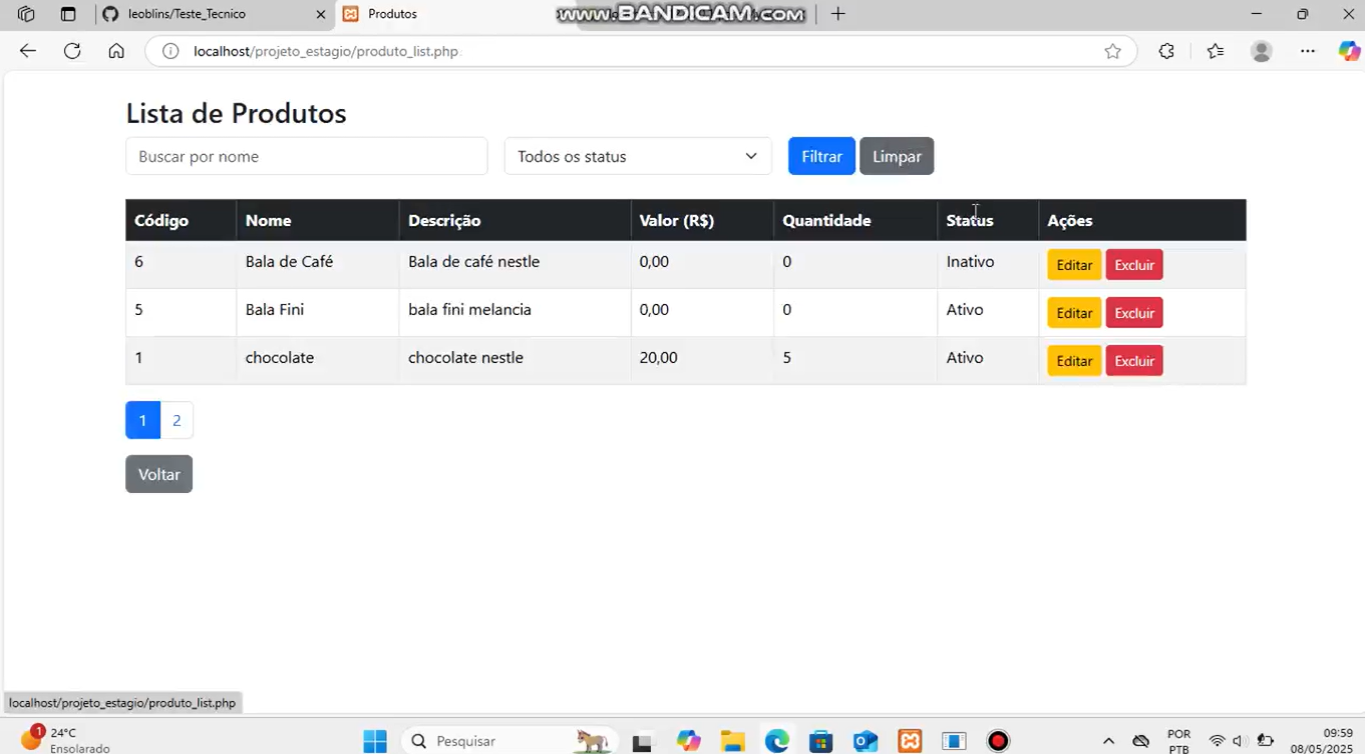 leoblins/Teste_Tecnico
Produtos
www.BANDICAM.com
localhost/projeto_estagio/produto_list.php
Lista de Produtos
Buscar por nome
Todos os status
Filtrar
Limpar
Código Nome Descrição Valor (R$) Quantidade Status Ações
6 Bala de Café Bala de café nestle 0,00 0 Inativo Editar Excluir
5 Bala Fini bala fini melancia 0,00 0 Ativo Editar Excluir
1 chocolate chocolate nestle 20,00 5 Ativo Editar Excluir
1 2
Voltar
localhost/projeto_estagio/produto_list.php
1
24°C
Ensolarado
Pesquisar
POR
PTB
09:59
08/05/2025